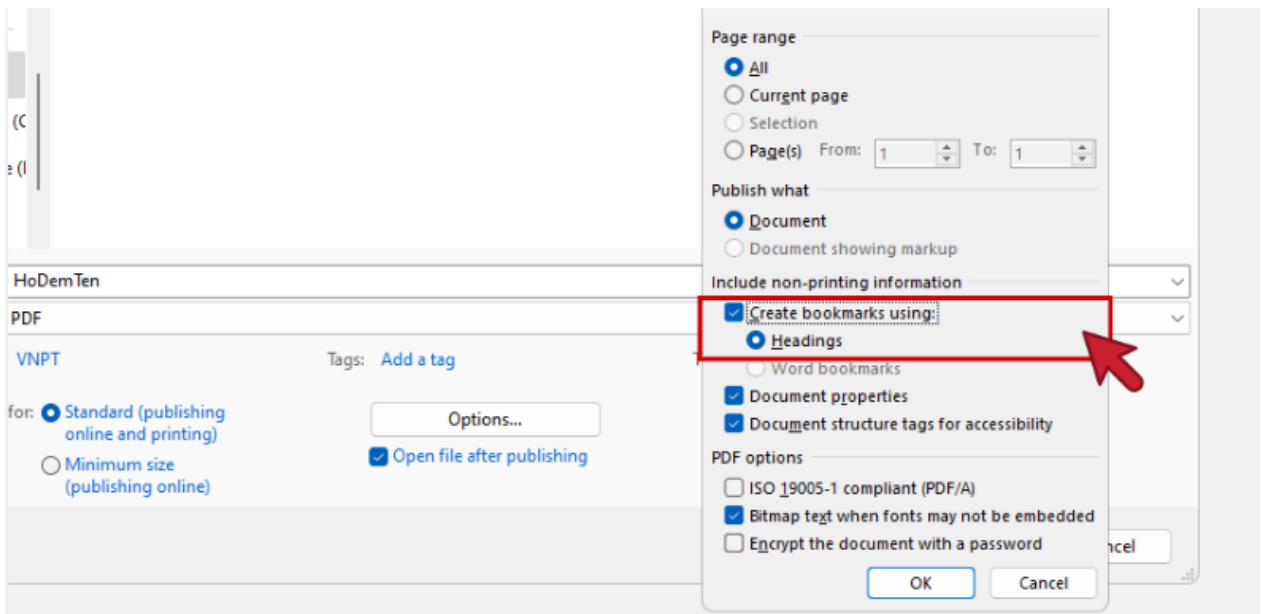 (C
e (l
HoDemTen
PDF
VNPT
Tags: Add a tag
T
for: Standard (publishing
online and printing)
Minimum size
(publishing online)
Options...
Open file after publishing
Page range
All
Current page
Selection
Page(s) From: 1 To: 1
Publish what
Document
Document showing markup
Include non-printing information
Create bookmarks using:
Headings
Word bookmarks
Document properties
Document structure tags for accessibility
PDF options
ISO 19005-1 compliant (PDF/A)
Bitmap text when fonts may not be embedded
Encrypt the document with a password
OK Cancel
ncel